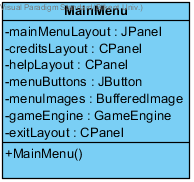 MainMenu
-mainMenuLayout : JPanel
-creditsLayout : CPanel
-helpLayout : CPanel
-menuButtons : JButton
-menuImages : BufferedImage
-gameEngine : GameEngine
-exitLayout : CPanel
+MainMenu()